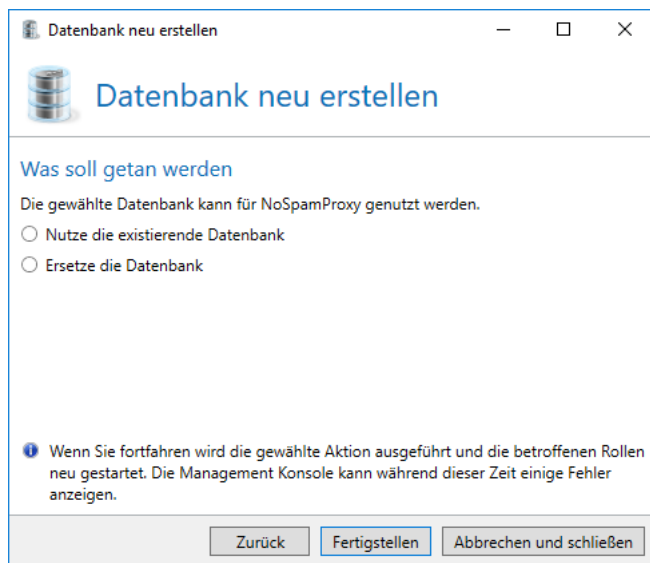 Datenbank neu erstellen
Datenbank neu erstellen
Was soll getan werden
Die gewählte Datenbank kann für NoSpamProxy genutzt werden.
Nutze die existierende Datenbank
Ersetze die Datenbank
Wenn Sie fortfahren wird die gewählte Aktion ausgeführt und die betroffenen Rollen
neu gestartet. Die Management Konsole kann während dieser Zeit einige Fehler
anzeigen.
Zurück Fertigstellen Abbrechen und schließen